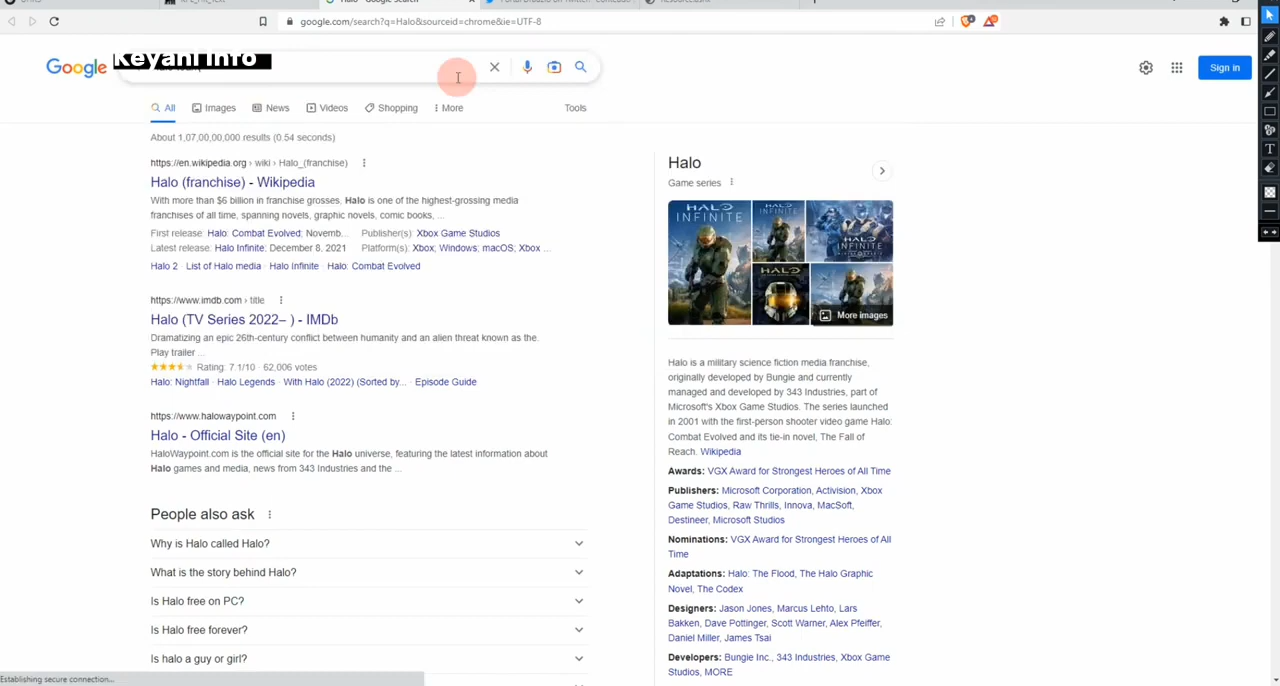 Halo - Google Search
google.com/search?q=Halo&sourceid=chrome&ie=UTF-8
Google
Keyani Info
Sign in
All
Images
News
Videos
Shopping
More
Tools
About 1,07,00,00,000 results (0.54 seconds)
https://en.wikipedia.org › wiki › Halo_(franchise)
Halo (franchise) - Wikipedia
With more than $6 billion in franchise grosses, Halo is one of the highest-grossing media
franchises of all time, spanning novels, graphic novels, comic books, ...
First release: Halo: Combat Evolved; Novemb... Publisher(s): Xbox Game Studios
Latest release: Halo Infinite; December 8, 2021 Platform(s): Xbox; Windows; macOS; Xbox ...
Halo 2 List of Halo media Halo Infinite Halo: Combat Evolved
https://www.imdb.com › title
Halo (TV Series 2022– ) - IMDb
Dramatizing an epic 26th-century conflict between humanity and an alien threat known as the.
Play trailer ...
Rating: 7.1/10 · 62,006 votes
Halo: Nightfall · Halo Legends · With Halo (2022) (Sorted by... · Episode Guide
https://www.halowaypoint.com
Halo - Official Site (en)
HaloWaypoint.com is the official site for the Halo universe, featuring the latest information about
Halo games and media, news from 343 Industries and the ...
People also ask
Why is Halo called Halo?
What is the story behind Halo?
Is Halo free on PC?
Is Halo free forever?
Is halo a guy or girl?
Establishing secure connection...
Halo
Game series
HALO
INFINITE
HALO
INFINITE
HALO
INFINITE
HALO
More images
Halo is a military science fiction media franchise,
originally developed by Bungie and currently
managed and developed by 343 Industries, part of
Microsoft's Xbox Game Studios. The series launched
in 2001 with the first-person shooter video game Halo:
Combat Evolved and its tie-in novel, The Fall of
Reach. Wikipedia
Awards: VGX Award for Strongest Heroes of All Time
Publishers: Microsoft Corporation, Activision, Xbox
Game Studios, Raw Thrills, Innova, MacSoft,
Destineer, Microsoft Studios
Nominations: VGX Award for Strongest Heroes of All
Time
Adaptations: Halo: The Flood, The Halo Graphic
Novel, The Codex
Designers: Jason Jones, Marcus Lehto, Lars
Bakken, Dave Pottinger, Scott Warner, Alex Pfeiffer,
Daniel Miller, James Tsai
Developers: Bungie Inc., 343 Industries, Xbox Game
Studios, MORE